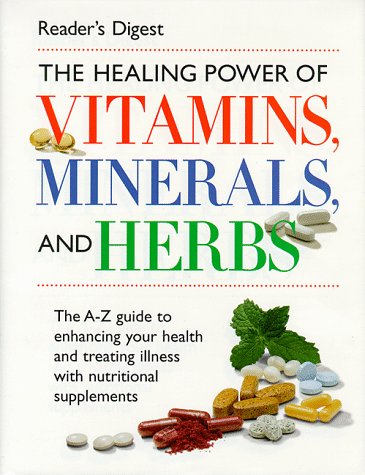 Reader's Digest
THE HEALING POWER OF
VITAMINS,
MINERALS,
AND HERBS
The A-Z guide to
enhancing your health
and treating illness
with nutritional
supplements